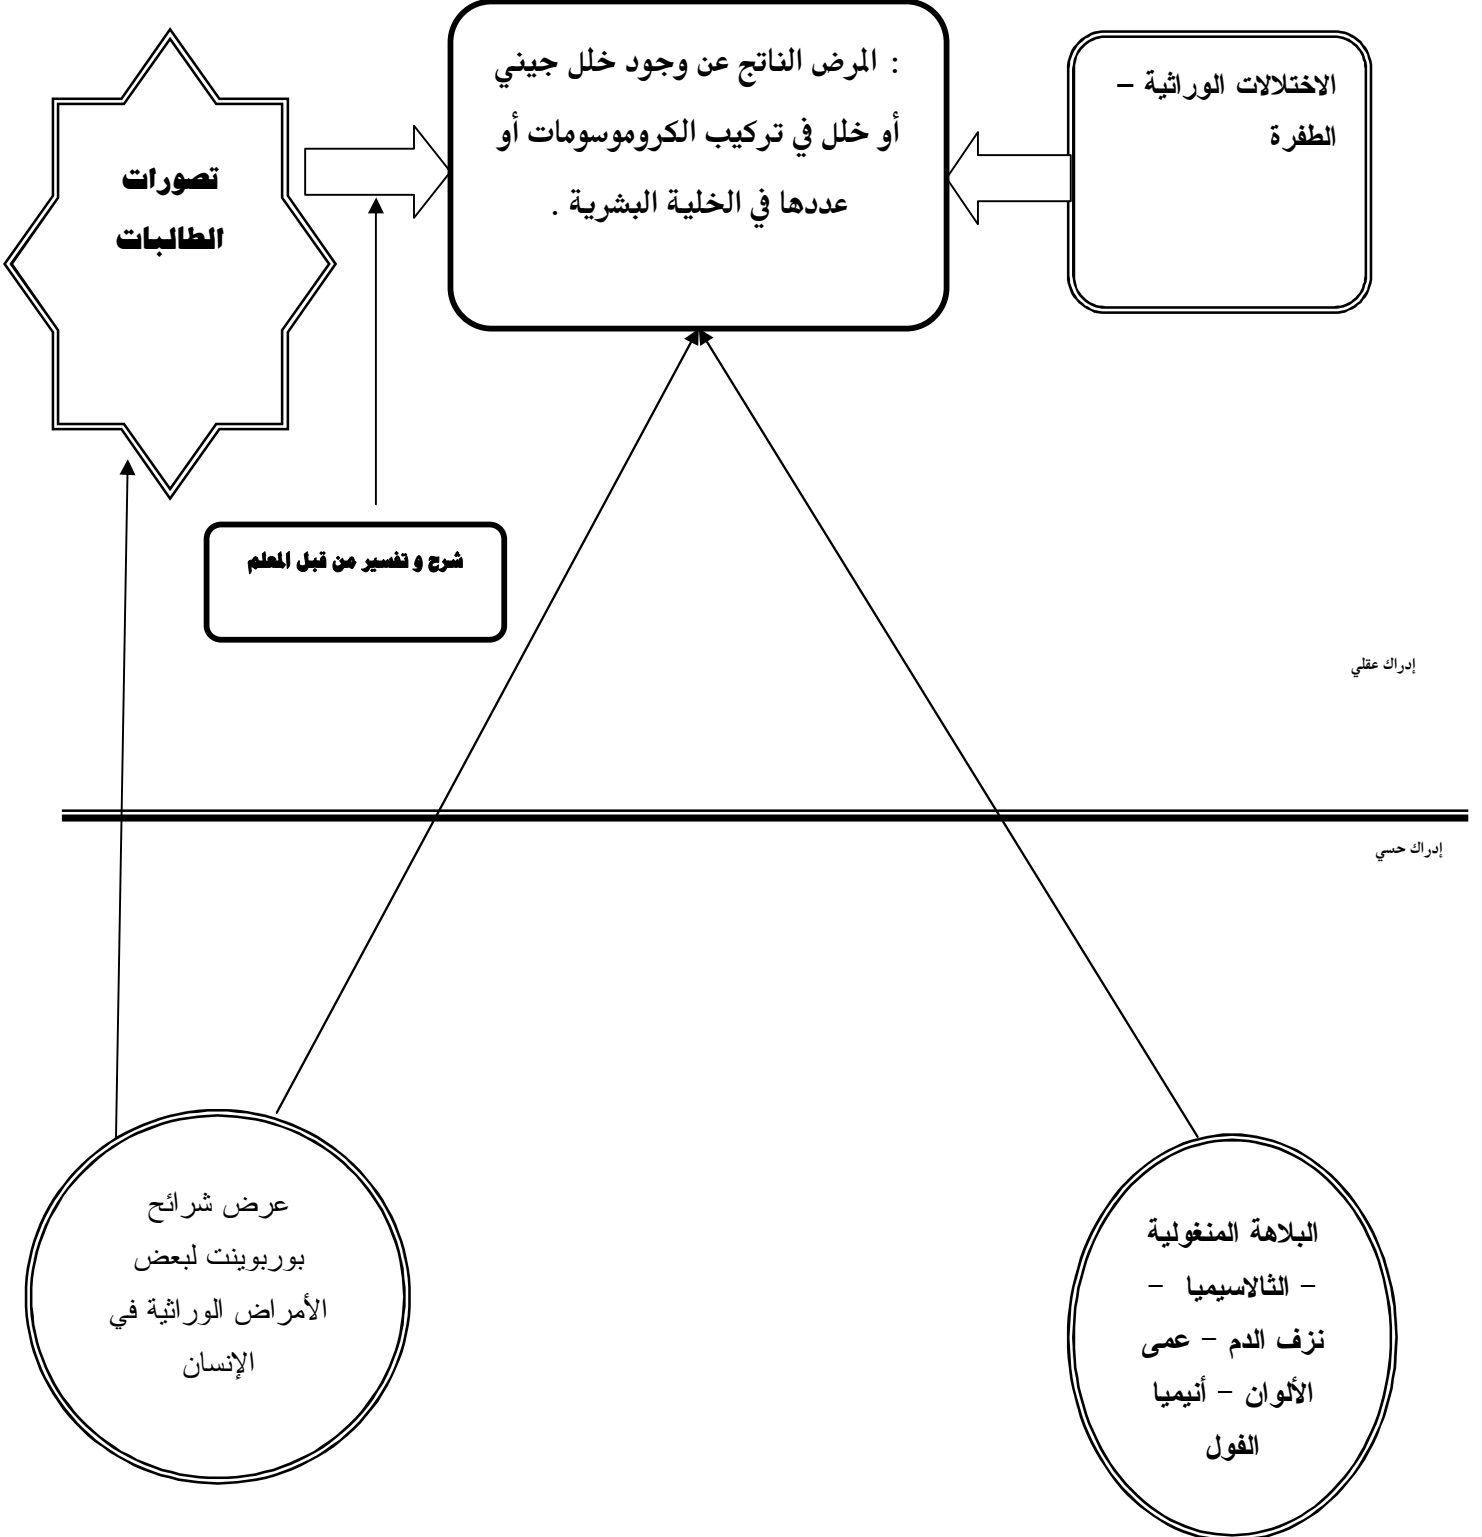 الاختلالات الوراثية –
الطفرة
: المرض الناتج عن وجود خلل جيني
أو خلل في تركيب الكروموسومات أو
عددها في الخلية البشرية .
تصورات
الطالبات
شرح و تفسير من قبل المعلم
إدراك عقلي
إدراك حسي
البلاهة المنغولية
– الثالاسيميا –
نزف الدم – عمى
الألوان – أنيميا
الفول
عرض شرائح
بوربوينت لبعض
الأمراض الوراثية في
الإنسان